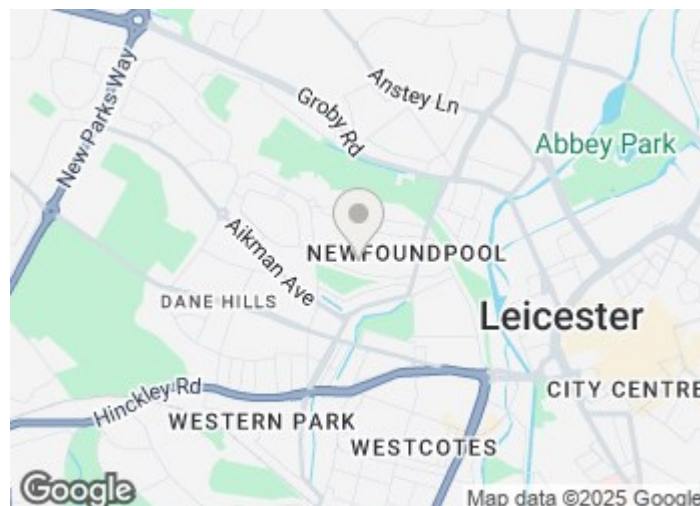 New Parks Way
Anstey Ln
Groby Rd
Abbey Park
Aikman Ave
NEWFOUNDPOOL
DANE HILLS
Leicester
Hinckley Rd
CITY CENTRE
WESTERN PARK
WESTCOTES
Google
Map data ©2025 Google